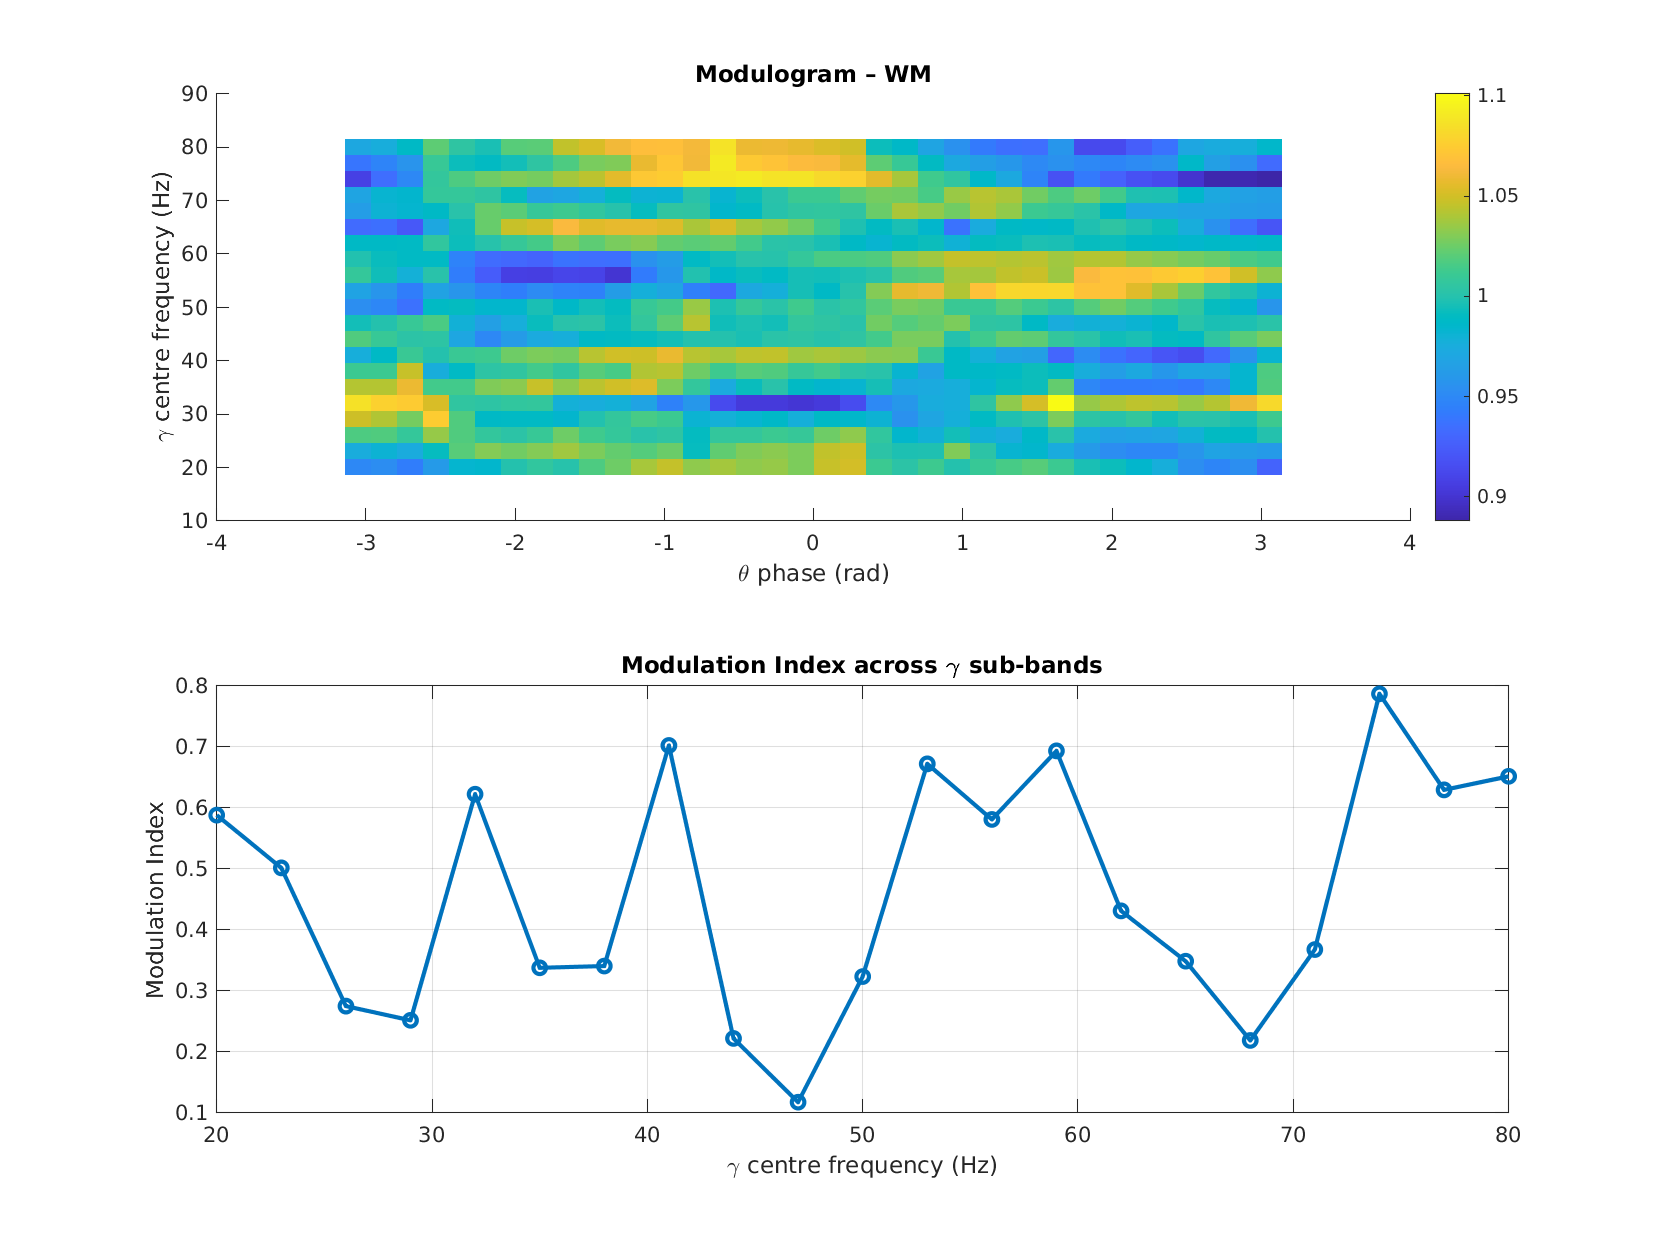 Modulogram – WM
γ centre frequency (Hz)
90
80
70
60
50
40
30
20
10
-4 -3 -2 -1 0 1 2 3 4
θ phase (rad)
1.1
1.05
1
0.95
0.9
Modulation Index across γ sub-bands
Modulation Index
0.8
0.7
0.6
0.5
0.4
0.3
0.2
0.1
20 30 40 50 60 70 80
γ centre frequency (Hz)